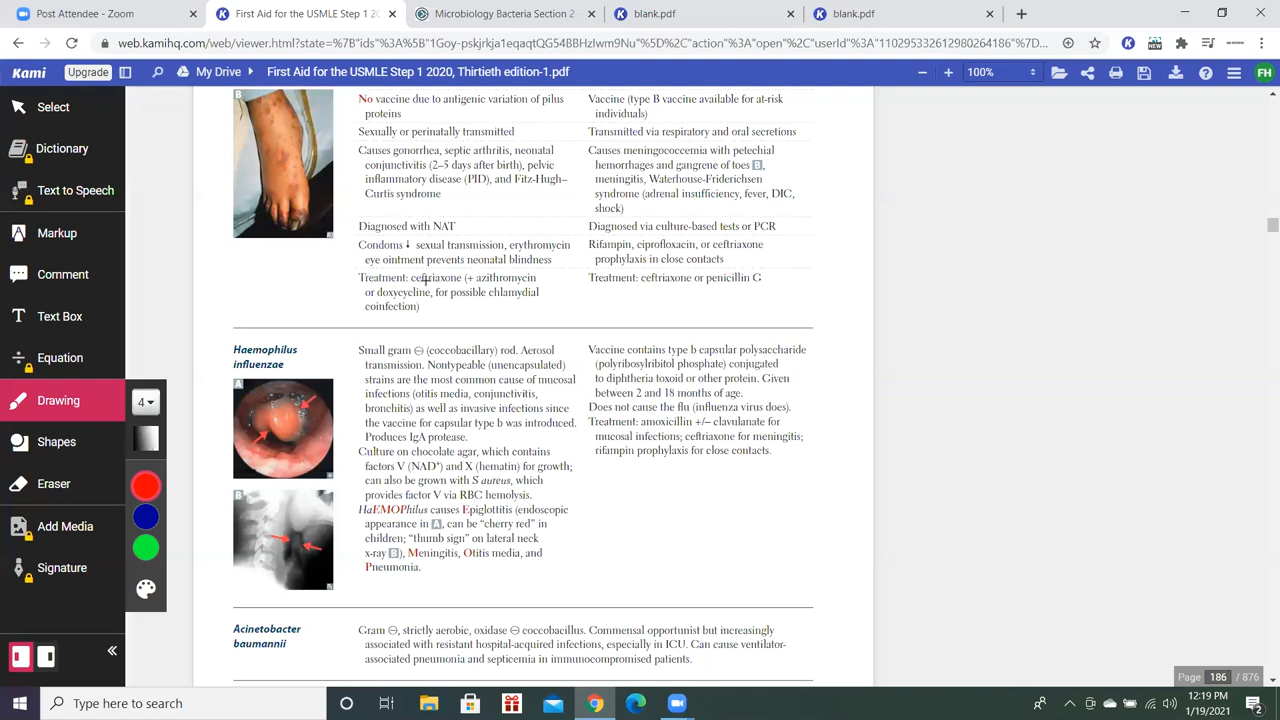 Post Attendee - Zoom
First Aid for the USMLE Step 1 2
Microbiology Bacteria Section 2 -
blank.pdf
blank.pdf
web.kamihq.com/web/viewer.html?state=%7B"ids"%3A%5B"1Goy-pskJrkja1eqaqtQG54BBHzIwm9Nu"%5D%2C"action"%3A"open"%2C"userId"%3A"110295332612980264186"%7D...
NEW
Kami
Upgrade
My Drive
First Aid for the USMLE Step 1 2020, Thirtieth edition-1.pdf
100%
FH
Select
Dictionary
Text to Speech
Markup
Comment
Text Box
Equation
Drawing
4
Shapes
Eraser
Add Media
Signature
B
No vaccine due to antigenic variation of pilus
proteins
Sexually or perinatally transmitted
Causes gonorrhea, septic arthritis, neonatal
conjunctivitis (2–5 days after birth), pelvic
inflammatory disease (PID), and Fitz-Hugh–
Curtis syndrome
Diagnosed with NAT
Condoms ↓ sexual transmission, erythromycin
eye ointment prevents neonatal blindness
Treatment: ceftriaxone (+ azithromycin
or doxycycline, for possible chlamydial
coinfection)
Vaccine (type B vaccine available for at-risk
individuals)
Transmitted via respiratory and oral secretions
Causes meningococcemia with petechial
hemorrhages and gangrene of toes B,
meningitis, Waterhouse-Friderichsen
syndrome (adrenal insufficiency, fever, DIC,
shock)
Diagnosed via culture-based tests or PCR
Rifampin, ciprofloxacin, or ceftriaxone
prophylaxis in close contacts
Treatment: ceftriaxone or penicillin G
Haemophilus
influenzae
A
B
Small gram ⊖ (coccobacillary) rod. Aerosol
transmission. Nontypeable (unencapsulated)
strains are the most common cause of mucosal
infections (otitis media, conjunctivitis,
bronchitis) as well as invasive infections since
the vaccine for capsular type b was introduced.
Produces IgA protease.
Culture on chocolate agar, which contains
factors V (NAD+) and X (hematin) for growth;
can also be grown with S aureus, which
provides factor V via RBC hemolysis.
HaEMOPhilus causes Epiglottitis (endoscopic
appearance in A, can be “cherry red” in
children; “thumb sign” on lateral neck
x-ray B), Meningitis, Otitis media, and
Pneumonia.
Vaccine contains type b capsular polysaccharide
(polyribosylribitol phosphate) conjugated
to diphtheria toxoid or other protein. Given
between 2 and 18 months of age.
Does not cause the flu (influenza virus does).
Treatment: amoxicillin +/– clavulanate for
mucosal infections; ceftriaxone for meningitis;
rifampin prophylaxis for close contacts.
Acinetobacter
baumannii
Gram ⊖, strictly aerobic, oxidase ⊖ coccobacillus. Commensal opportunist but increasingly
associated with resistant hospital-acquired infections, especially in ICU. Can cause ventilator-
associated pneumonia and septicemia in immunocompromised patients.
Page 186 / 876
Type here to search
12:19 PM
1/19/2021
2